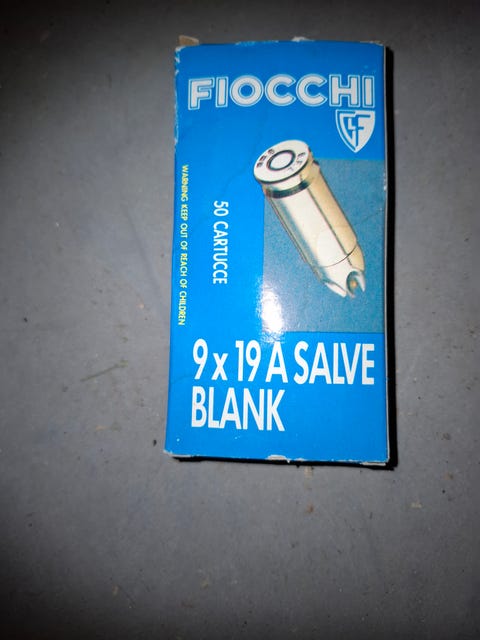 FIOCCHI
GF
50 CARTUCCE
WARNING KEEP OUT OF REACH OF CHILDREN
9 x 19 A SALVE
BLANK